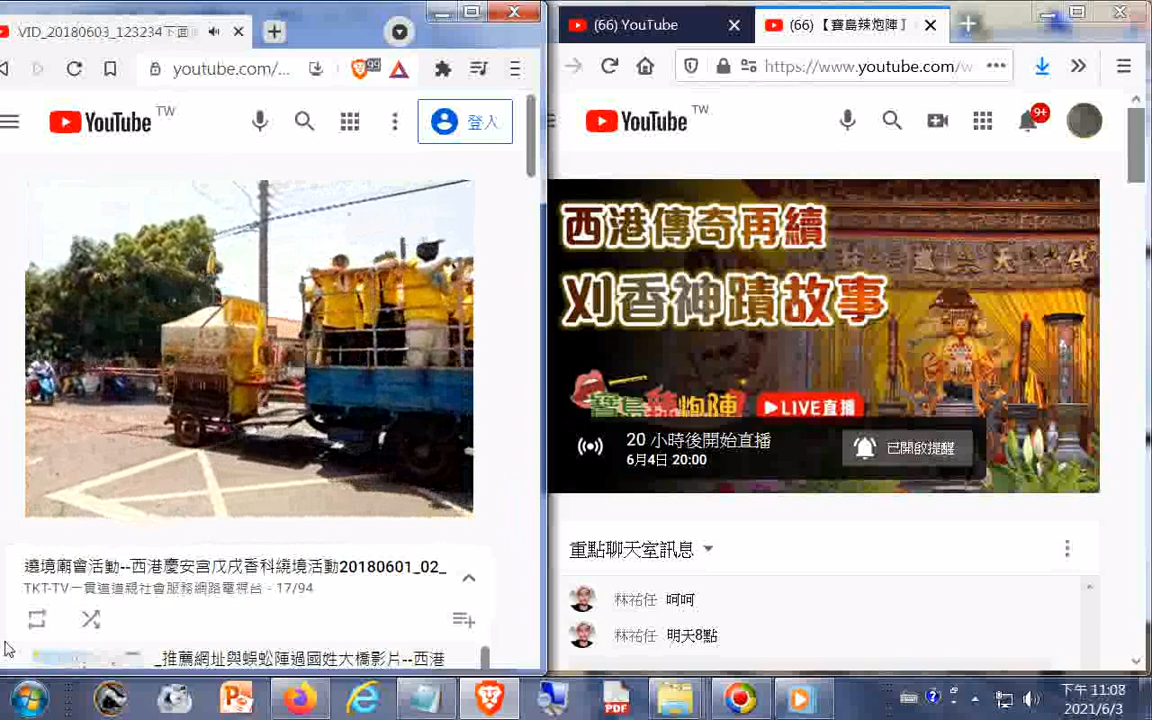 VID_20180603_123234下面
youtube.com/...
99
YouTube TW
登入
遶境廟會活動--西港慶安宮戊戌香科繞境活動20180601_02_
TKT-TV一貫道道親社會服務網路電視台 - 17/94
_推薦網址與蜈蚣陣過國姓大橋影片--西港
(66) YouTube
(66) 【寶島辣炮陣】
https://www.youtube.com/w
YouTube TW
9+
西港傳奇再續
刈香神蹟故事
寶島辣炮陣
LIVE直播
20 小時後開始直播
6月4日 20:00
已開啟提醒
重點聊天室訊息
林祐任 呵呵
林祐任 明天8點
PDF
下午 11:08
2021/6/3